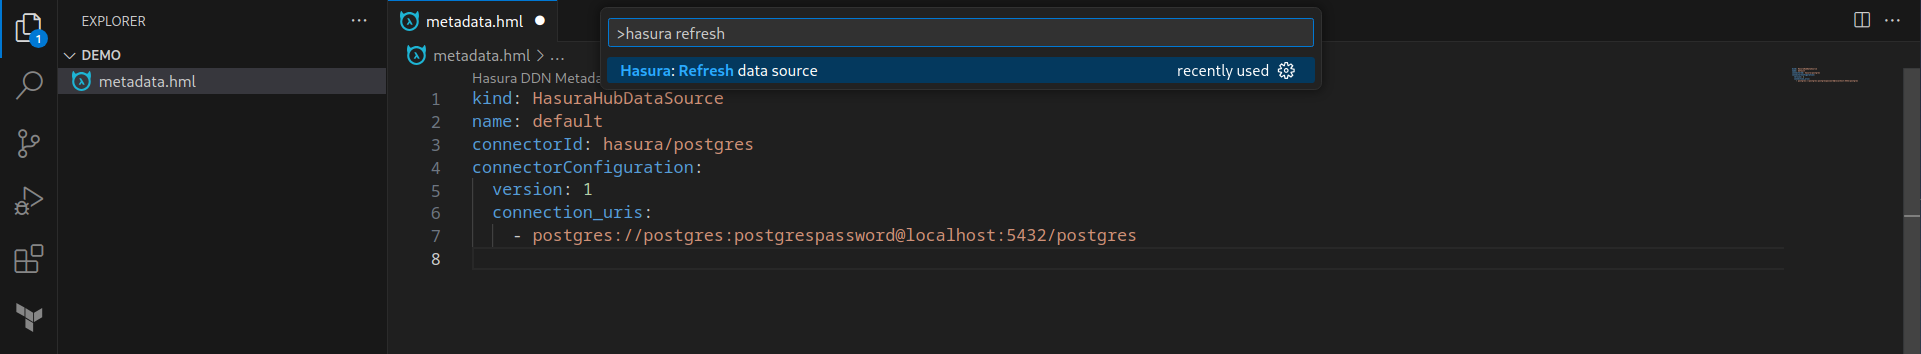 EXPLORER
DEMO
metadata.hml
1
metadata.hml
metadata.hml > ...
>hasura refresh
Hasura: Refresh data source recently used
Hasura DDN Metada
1 kind: HasuraHubDataSource
2 name: default
3 connectorId: hasura/postgres
4 connectorConfiguration:
5 version: 1
6 connection_uris:
7 - postgres://postgres:postgrespassword@localhost:5432/postgres
8